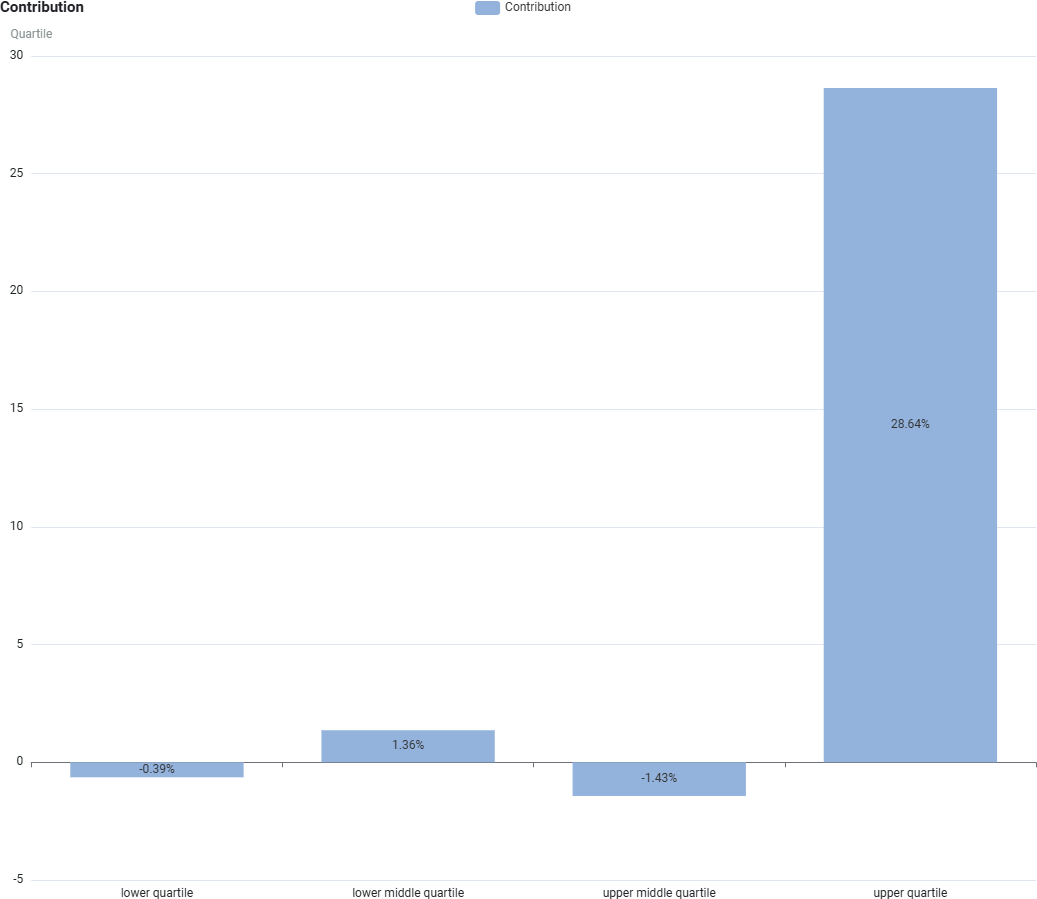 Contribution
Contribution
Quartile
30
25
20
15
10
5
0
-5
-0.39%
1.36%
-1.43%
28.64%
lower quartile
lower middle quartile
upper middle quartile
upper quartile